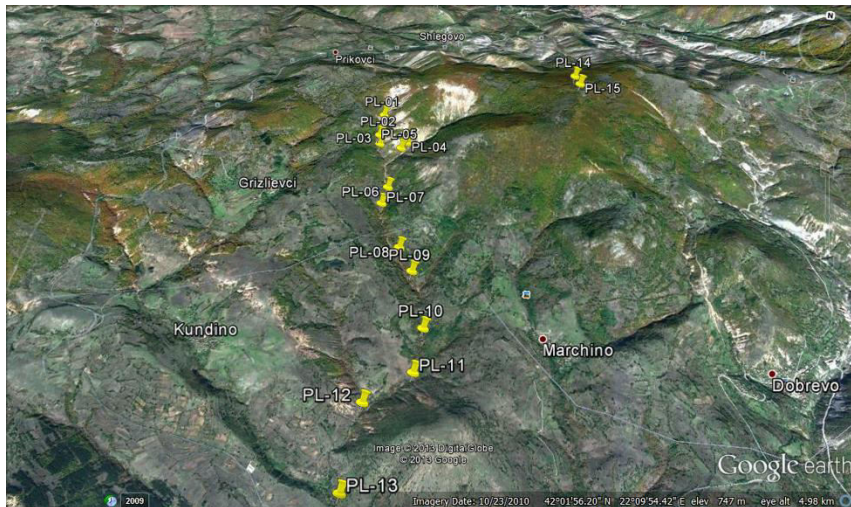 N
Shlegovo
Prikovci
PL-14
PL-15
PL-01
PL-02
PL-03 PL-05
PL-04
Grizlievci
PL-06 PL-07
PL-08 PL-09
PL-10
Kundino
Marchino
PL-11
Dobrevo
PL-12
Image © 2013 DigitalGlobe
© 2013 Google
Google earth
PL-13
2009
Imagery Date: 10/23/2010 42°01'56.20" N 22°09'54.42" E elev 747 m eye alt 4.98 km